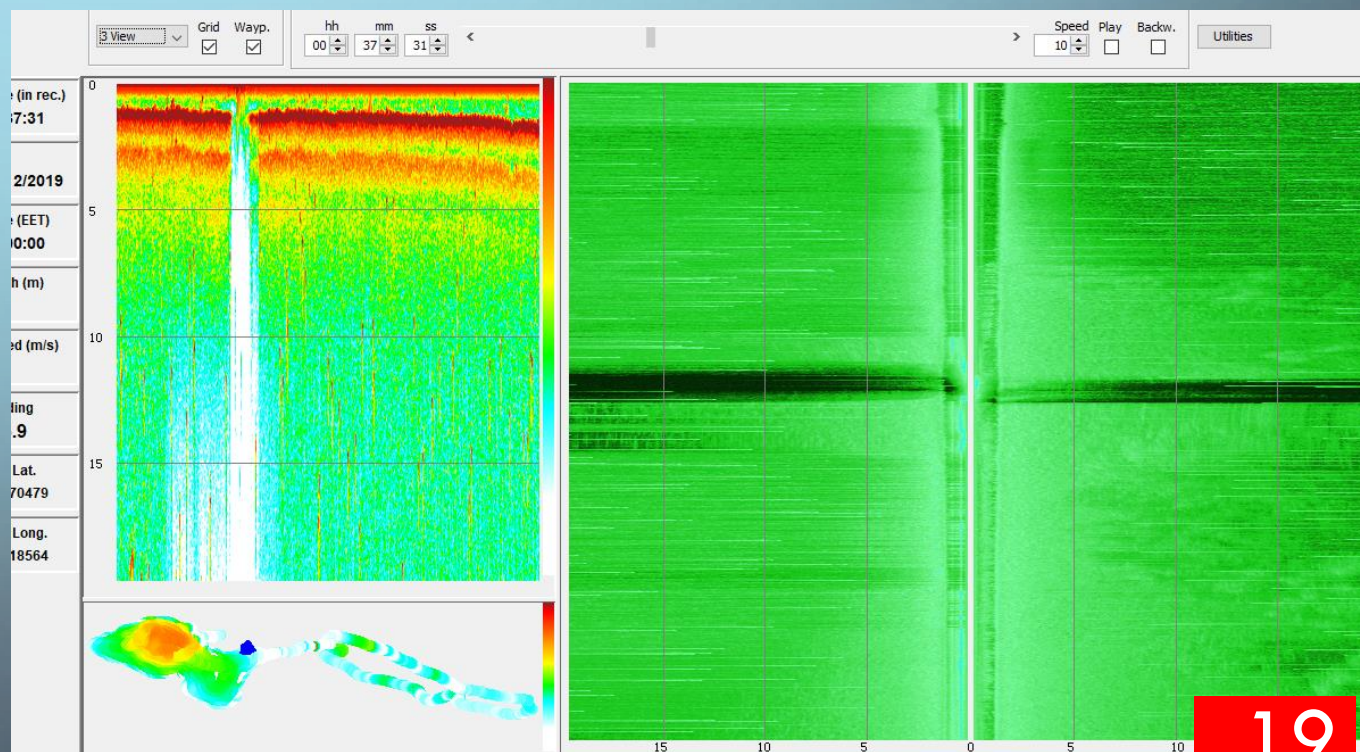 3 View Grid Wayp. hh mm ss Speed Play Backw. Utilities
00 37 31 < > 10
(in rec.)
37:31
2/2019
(EET)
00:00
h (m)
ed (m/s)
ding
.9
Lat.
70479
Long.
18564
0
5
10
15
15 10 5 0 5 10
19